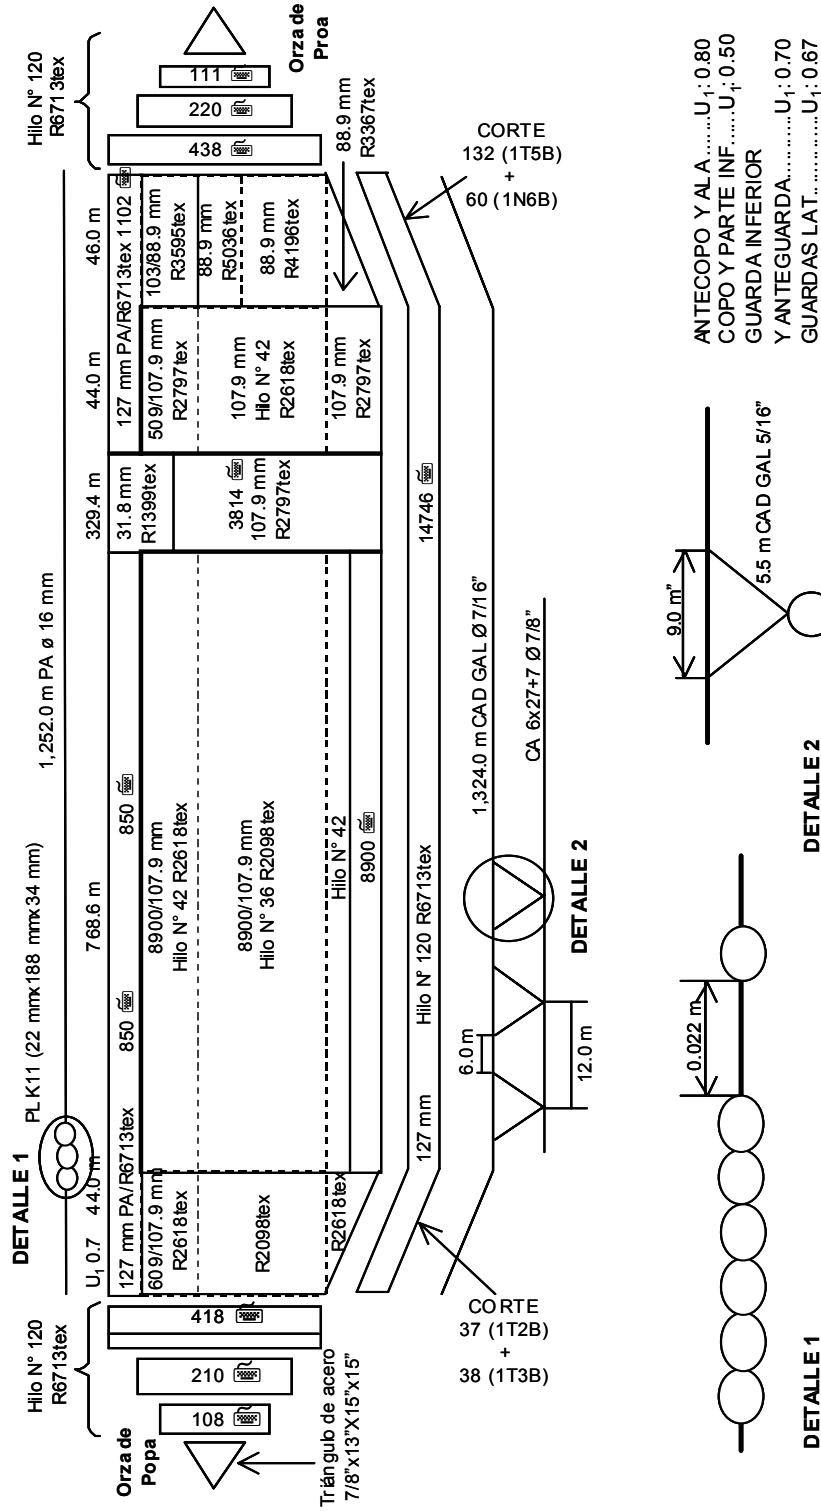 Hilo N° 120
R6713tex
Orza de
Proa
111
220
438
88.9 mm
R3367tex
CORTE
132 (1T5B)
+
60 (1N6B)
46.0 m
127 mm PA/R6713tex 1102
103/88.9 mm
R3595tex
88.9 mm
R5036tex
88.9 mm
R4196tex
44.0 m
509/107.9 mm
R2797tex
107.9 mm
Hilo N° 42
R2618tex
107.9 mm
R2797tex
329.4 m
31.8 mm
R1399tex
3814
107.9 mm
R2797tex
14746
1,252.0 m PA ø 16 mm
PL K11 (22 mmx188 mmx34 mm)
DETALLE 1
768.6 m
850
850
8900/107.9 mm
Hilo N° 42 R2618tex
8900/107.9 mm
Hilo N° 36 R2098tex
Hilo N° 42
8900
127 mm
Hilo N° 120 R6713tex
1,324.0 m CAD GAL Ø 7/16"
CA 6x27+7 Ø 7/8"
6.0 m
12.0 m
DETALLE 2
U1 0.7
44.0 m
127 mm PA/R6713tex
609/107.9 mm
R2618tex
R2098tex
R2618tex
CORTE
37 (1T2B)
+
38 (1T3B)
Hilo N° 120
R6713tex
418
210
108
Orza de
Popa
Triángulo de acero
7/8"x13"X15"x15"
ANTECOPO Y ALA.......U1: 0.80
COPO Y PARTE INF.....U1: 0.50
GUARDA INFERIOR
Y ANTEGUARDA............U1: 0.70
GUARDAS LAT...............U1: 0.67
9.0 m"
5.5 m CAD GAL 5/16"
DETALLE 2
0.022 m
DETALLE 1